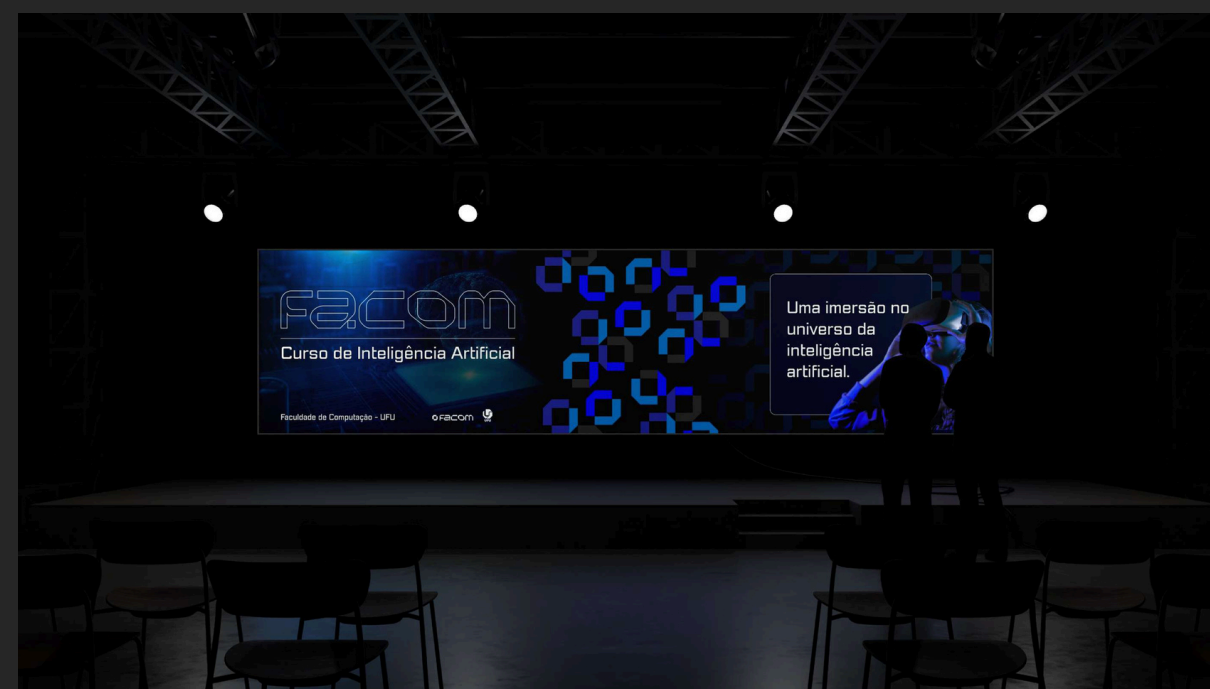 facom
Curso de Inteligência Artificial
Faculdade de Computação - UFU
facom
Uma imersão no
universo da
inteligência
artificial.